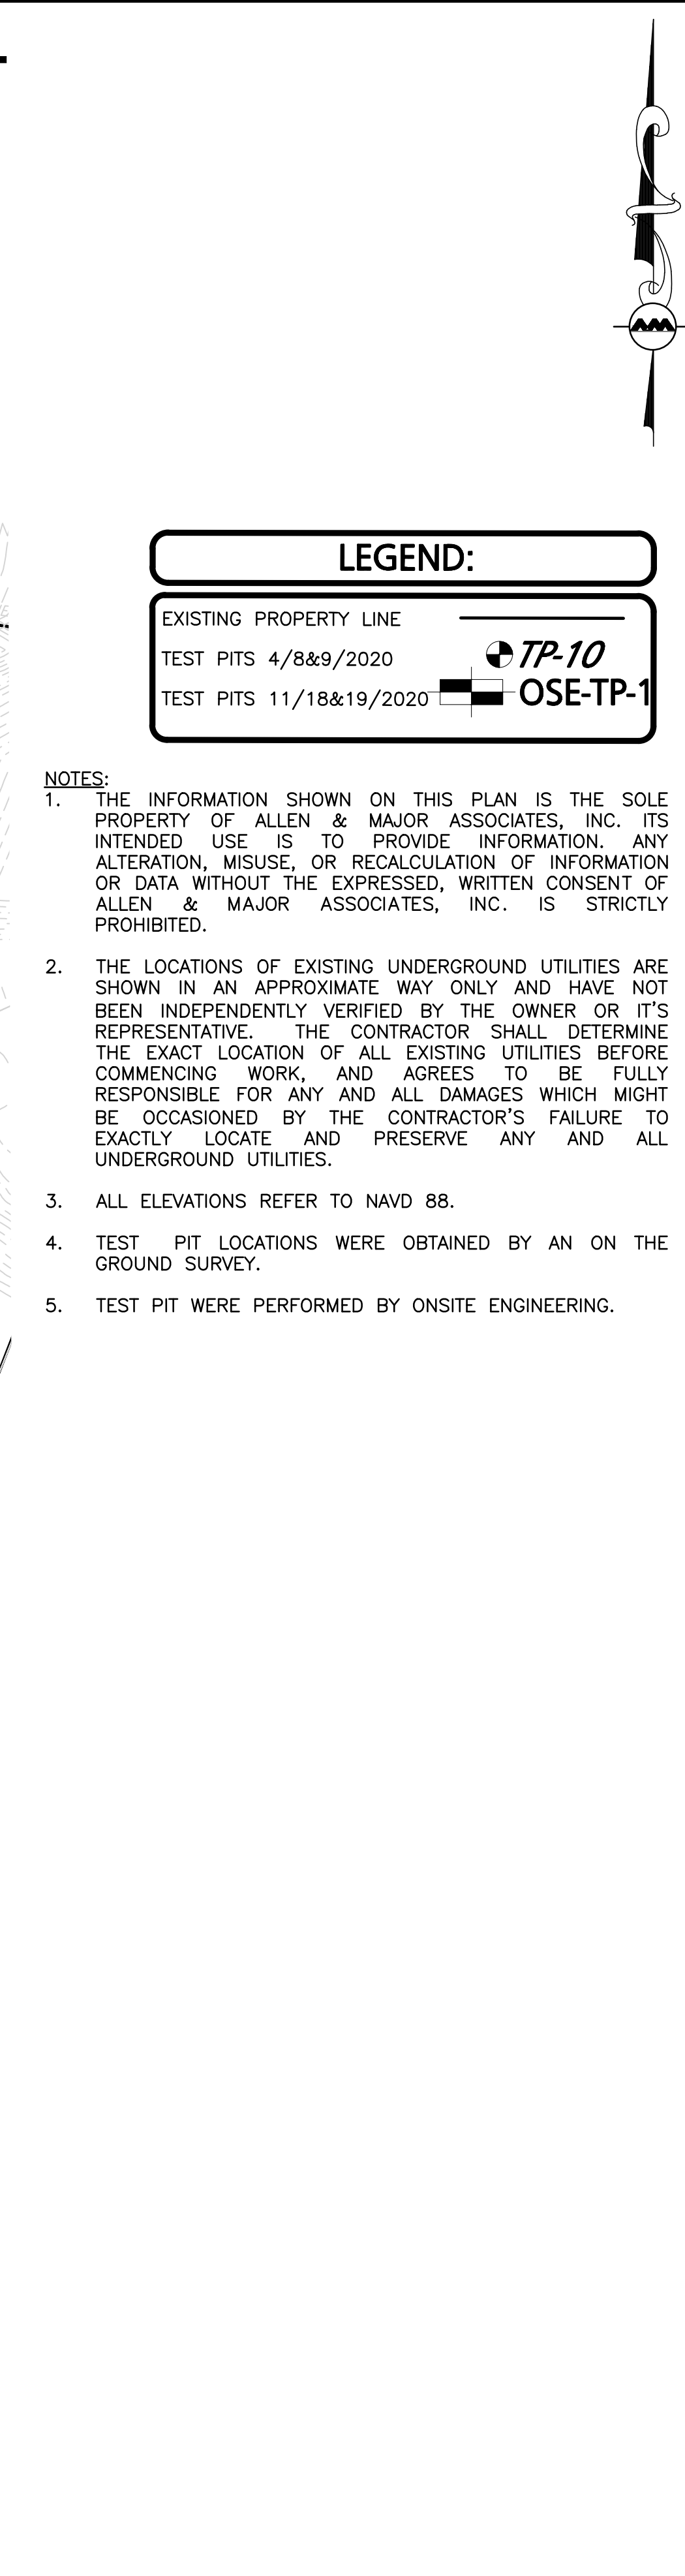 LEGEND:
EXISTING PROPERTY LINE
TEST PITS 4/8&9/2020 TP-10
TEST PITS 11/18&19/2020 OSE-TP-1
NOTES:
1. THE INFORMATION SHOWN ON THIS PLAN IS THE SOLE
PROPERTY OF ALLEN & MAJOR ASSOCIATES, INC. ITS
INTENDED USE IS TO PROVIDE INFORMATION. ANY
ALTERATION, MISUSE, OR RECALCULATION OF INFORMATION
OR DATA WITHOUT THE EXPRESSED, WRITTEN CONSENT OF
ALLEN & MAJOR ASSOCIATES, INC. IS STRICTLY
PROHIBITED.
2. THE LOCATIONS OF EXISTING UNDERGROUND UTILITIES ARE
SHOWN IN AN APPROXIMATE WAY ONLY AND HAVE NOT
BEEN INDEPENDENTLY VERIFIED BY THE OWNER OR IT'S
REPRESENTATIVE. THE CONTRACTOR SHALL DETERMINE
THE EXACT LOCATION OF ALL EXISTING UTILITIES BEFORE
COMMENCING WORK, AND AGREES TO BE FULLY
RESPONSIBLE FOR ANY AND ALL DAMAGES WHICH MIGHT
BE OCCASIONED BY THE CONTRACTOR'S FAILURE TO
EXACTLY LOCATE AND PRESERVE ANY AND ALL
UNDERGROUND UTILITIES.
3. ALL ELEVATIONS REFER TO NAVD 88.
4. TEST PIT LOCATIONS WERE OBTAINED BY AN ON THE
GROUND SURVEY.
5. TEST PIT WERE PERFORMED BY ONSITE ENGINEERING.